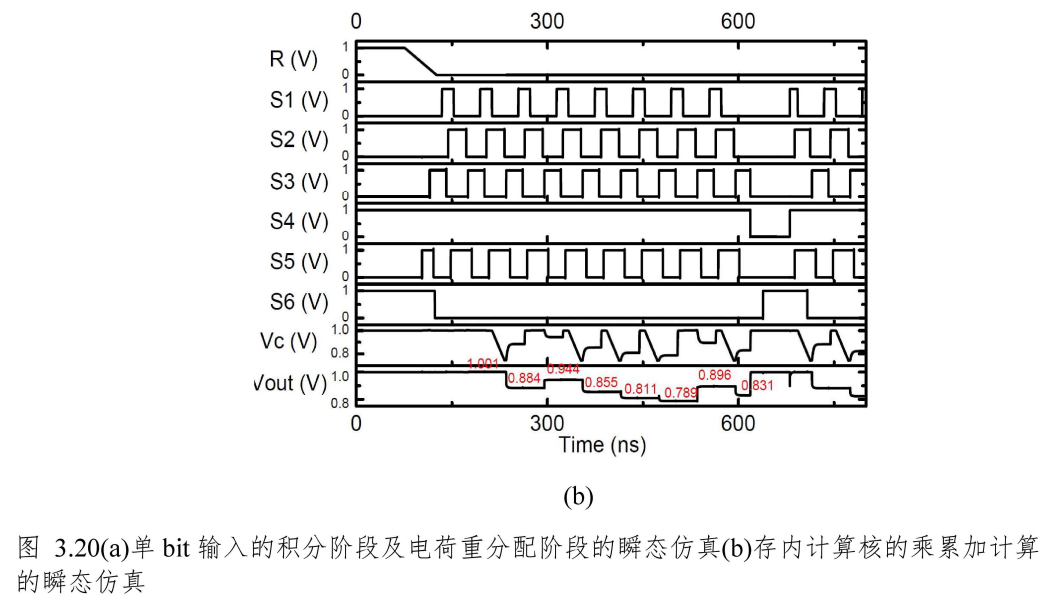 0 300 600
R (V) 1 0
S1 (V) 1 0
S2 (V) 1 0
S3 (V) 1 0
S4 (V) 1 0
S5 (V) 1 0
S6 (V) 1 0
Vc (V) 1.0 0.8
Vout (V) 1.0 0.8
1.001 0.884 0.944 0.855 0.811 0.789 0.896 0.831
0 300 600
Time (ns)
(b)
图 3.20(a)单 bit 输入的积分阶段及电荷重分配阶段的瞬态仿真(b)存内计算核的乘累加计算
的瞬态仿真